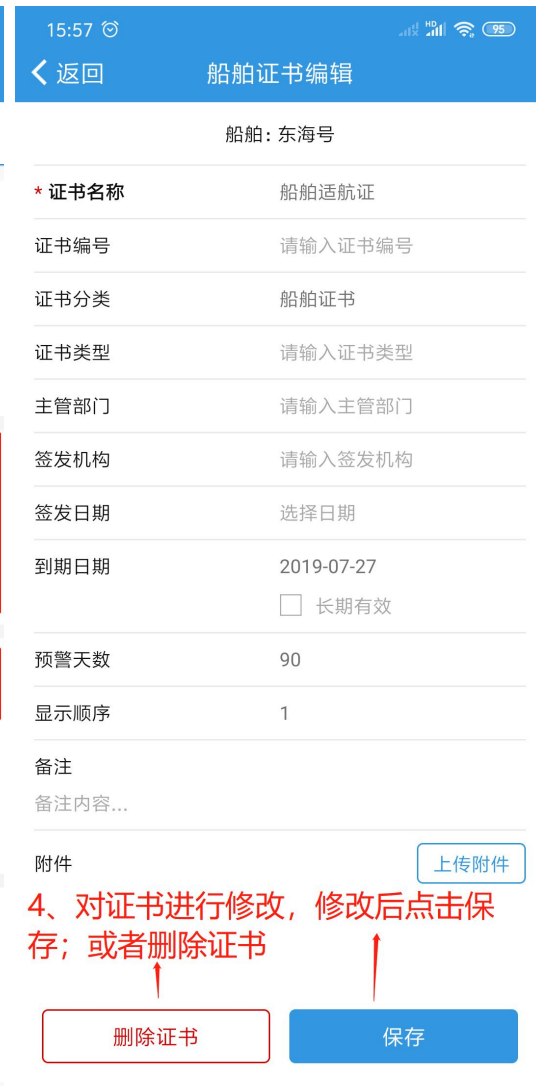 15:57
HD
95
返回
船舶证书编辑
船舶：东海号
* 证书名称 船舶适航证
证书编号 请输入证书编号
证书分类 船舶证书
证书类型 请输入证书类型
主管部门 请输入主管部门
签发机构 请输入签发机构
签发日期 选择日期
到期日期 2019-07-27
长期有效
预警天数 90
显示顺序 1
备注
备注内容...
附件 上传附件
4、对证书进行修改，修改后点击保
存；或者删除证书
删除证书 保存